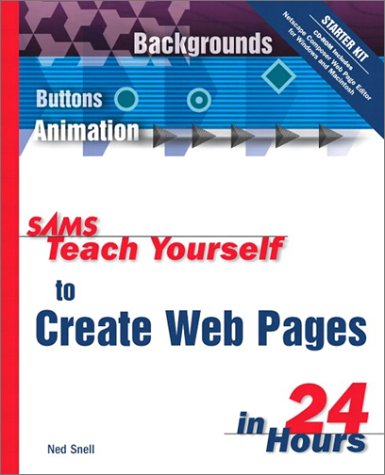 Backgrounds
STARTER KIT
CD-ROM Includes
Netscape Composer Web Page Editor
for Windows and Macintosh
Buttons
Animation
SAMS
Teach Yourself
to
Create Web Pages
in 24
Hours
Ned Snell